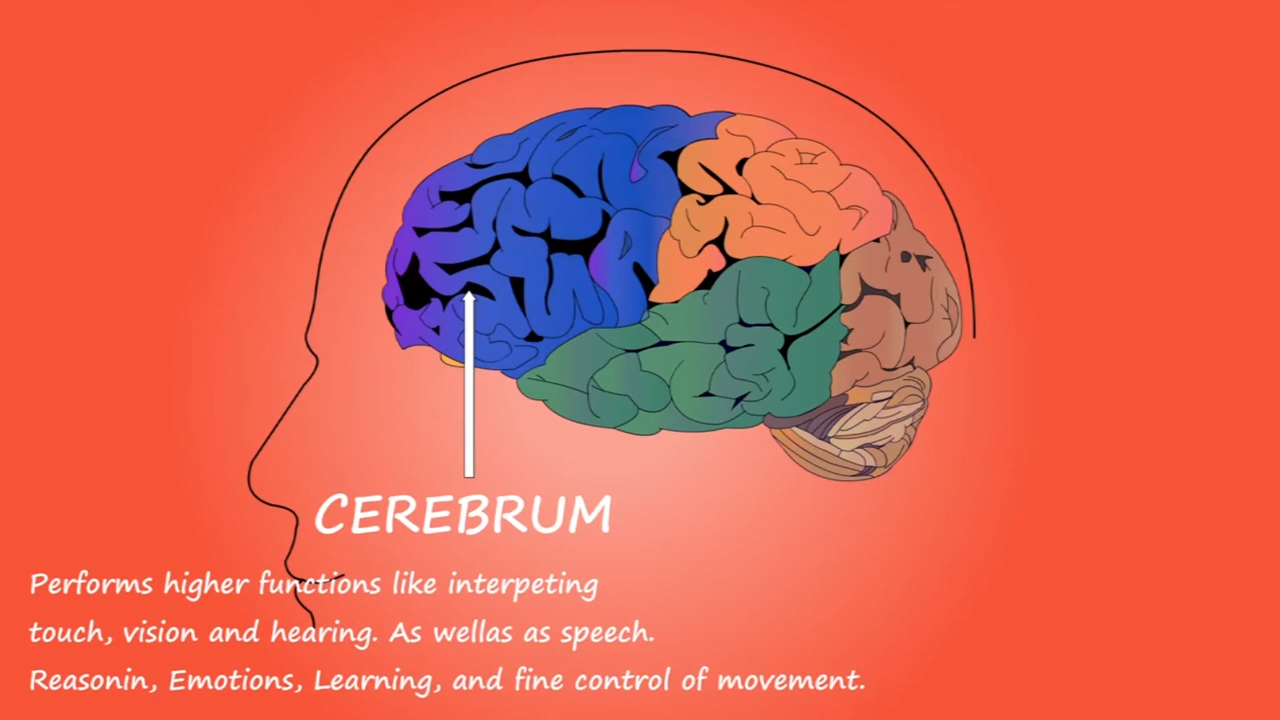 CEREBRUM
Performs higher functions like interpeting
touch, vision and hearing. As wellas as speech.
Reasonin, Emotions, Learning, and fine control of movement.